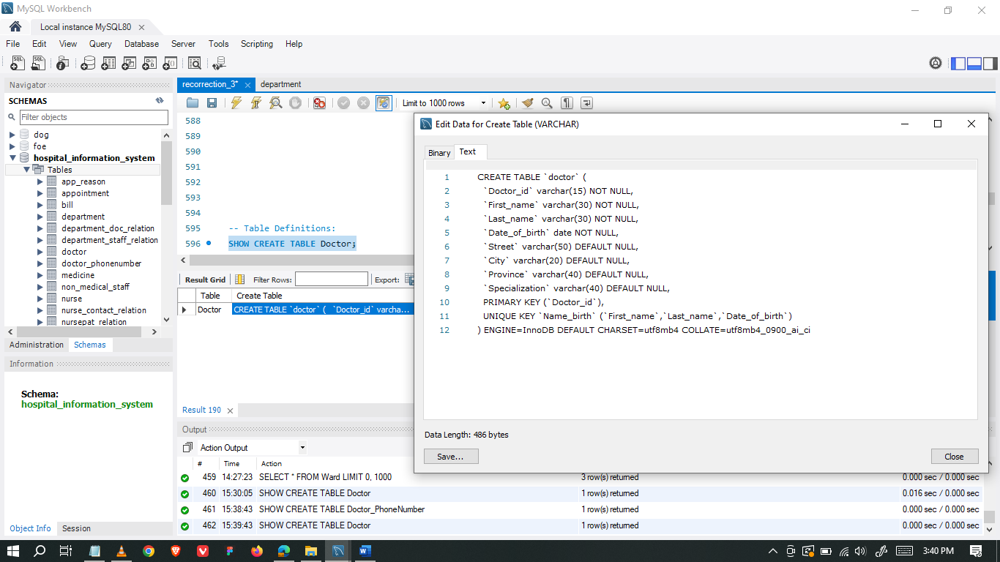 MySQL Workbench
Local instance MySQL80
File Edit View Query Database Server Tools Scripting Help
Navigator
SCHEMAS
Filter objects
dog
foe
hospital_information_system
Tables
app_reason
appointment
bill
department
department_doc_relation
department_staff_relation
doctor
doctor_phonenumber
medicine
non_medical_staff
nurse
nurse_contact_relation
nursepat_relation
Administration Schemas
Information
Schema:
hospital_information_system
Object Info Session
recorrection_3* department
Limit to 1000 rows
588
589
590
591
592
593
594
595 -- Table Definitions:
596 SHOW CREATE TABLE Doctor;
Result Grid Filter Rows: Export:
Table Create Table
Doctor CREATE TABLE `doctor` ( `Doctor_id` varcha...
Result 190
Output
Action Output
# Time Action
459 14:27:23 SELECT * FROM Ward LIMIT 0, 1000 3 row(s) returned 0.000 sec / 0.000 sec
460 15:30:05 SHOW CREATE TABLE Doctor 1 row(s) returned 0.016 sec / 0.000 sec
461 15:38:43 SHOW CREATE TABLE Doctor_PhoneNumber 1 row(s) returned 0.000 sec / 0.000 sec
462 15:39:43 SHOW CREATE TABLE Doctor 1 row(s) returned 0.000 sec / 0.000 sec
Edit Data for Create Table (VARCHAR)
Binary Text
1 CREATE TABLE `doctor` (
2 `Doctor_id` varchar(15) NOT NULL,
3 `First_name` varchar(30) NOT NULL,
4 `Last_name` varchar(30) NOT NULL,
5 `Date_of_birth` date NOT NULL,
6 `Street` varchar(50) DEFAULT NULL,
7 `City` varchar(20) DEFAULT NULL,
8 `Province` varchar(40) DEFAULT NULL,
9 `Specialization` varchar(40) DEFAULT NULL,
10 PRIMARY KEY (`Doctor_id`),
11 UNIQUE KEY `Name_birth` (`First_name`,`Last_name`,`Date_of_birth`)
12 ) ENGINE=InnoDB DEFAULT CHARSET=utf8mb4 COLLATE=utf8mb4_0900_ai_ci
Data Length: 486 bytes
Save... Close
3:40 PM